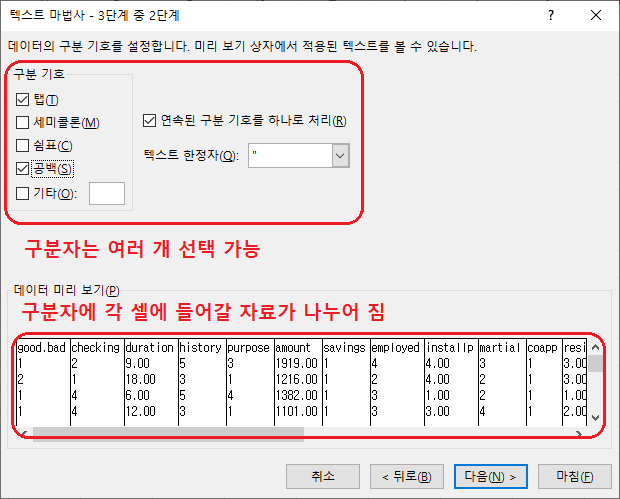 텍스트 마법사 - 3단계 중 2단계
데이터의 구분 기호를 설정합니다. 미리 보기 상자에서 적용된 텍스트를 볼 수 있습니다.
구분 기호
탭(T)
세미콜론(M)
쉼표(C)
공백(S)
기타(O):
연속된 구분 기호를 하나로 처리(R)
텍스트 한정자(Q): "
구분자는 여러 개 선택 가능
데이터 미리 보기(P)
구분자에 각 셀에 들어갈 자료가 나누어 짐
good.bad checking duration history purpose amount savings employed installp martial coapp resi
1 2 9.00 5 3 1919.00 1 4 4.00 3 1 3.00
2 1 18.00 3 1 1216.00 1 2 4.00 2 1 3.00
1 4 6.00 5 4 1382.00 1 3 1.00 2 1 1.00
1 4 12.00 3 1 1101.00 1 3 3.00 4 1 2.00
취소
< 뒤로(B)
다음(N) >
마침(F)